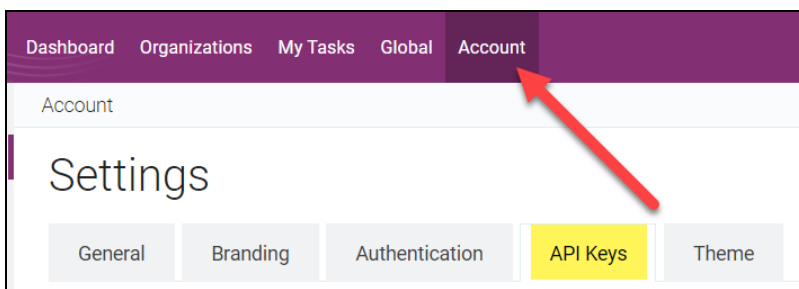 Dashboard Organizations My Tasks Global Account
Account
Settings
General Branding Authentication API Keys Theme